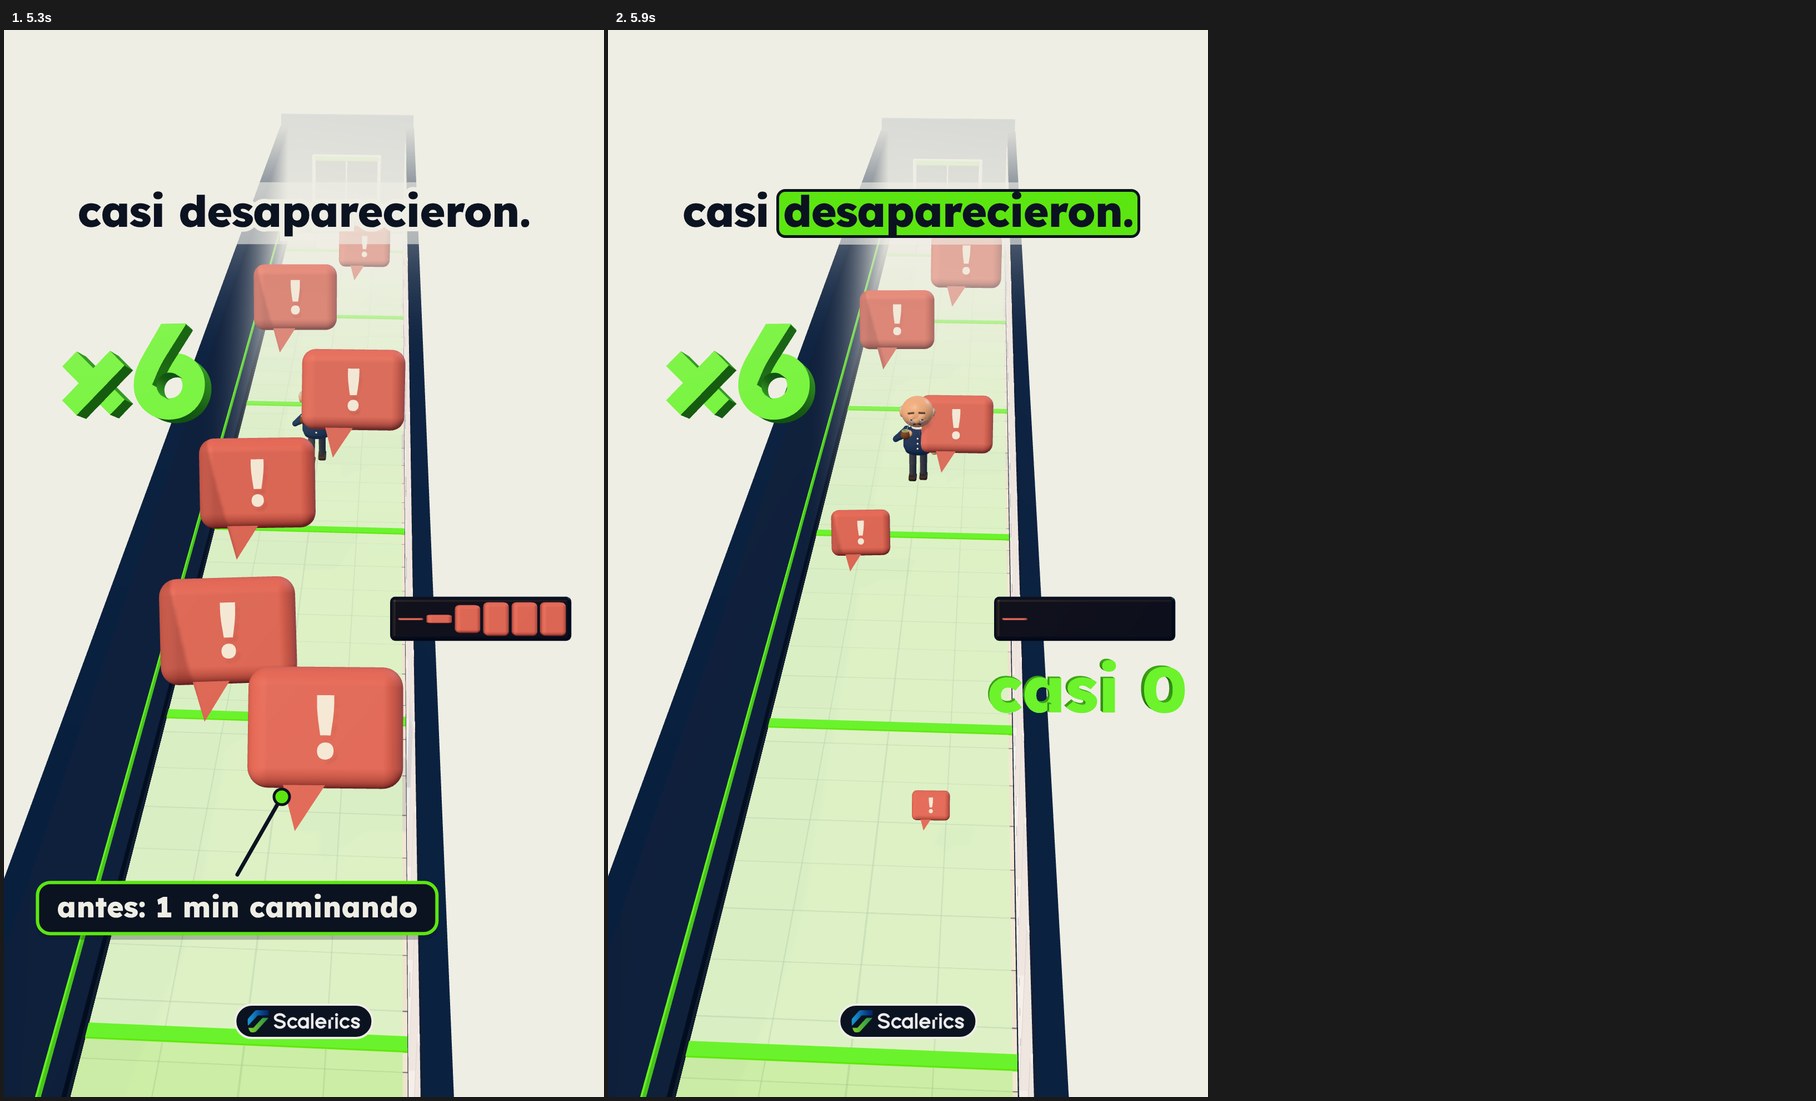 1. 5.3s
casi desaparecieron.
!
!
x6
!
!
!
!
antes: 1 min caminando
Scalerics
2. 5.9s
casi desaparecieron.
!
!
x6
!
!
casi 0
!
Scalerics